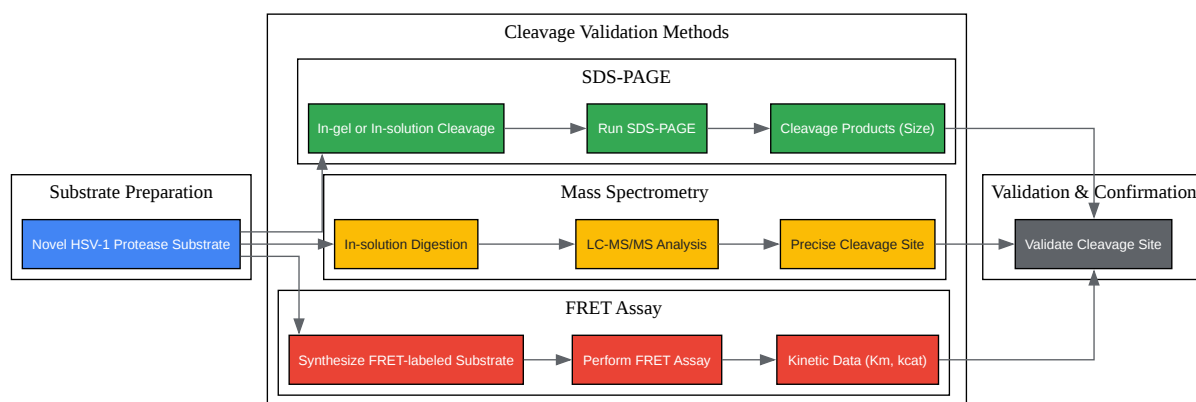 Cleavage Validation Methods
SDS-PAGE
In-gel or In-solution Cleavage
Run SDS-PAGE
Cleavage Products (Size)
Substrate Preparation
Novel HSV-1 Protease Substrate
Mass Spectrometry
In-solution Digestion
LC-MS/MS Analysis
Precise Cleavage Site
Validation & Confirmation
Validate Cleavage Site
FRET Assay
Synthesize FRET-labeled Substrate
Perform FRET Assay
Kinetic Data (Km, kcat)